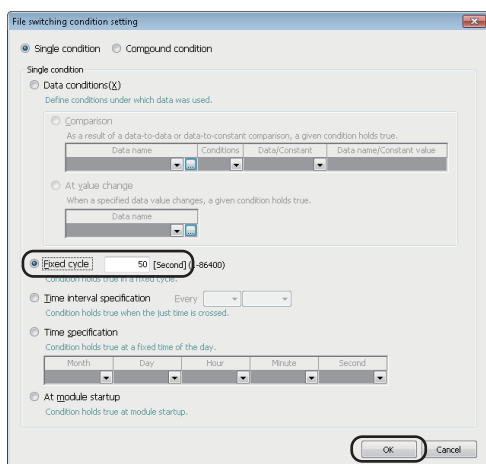 File switching condition setting
Single condition Compound condition
Single condition
Data conditions(X)
Define conditions under which data was used.
Comparison
As a result of a data-to-data or data-to-constant comparison, a given condition holds true.
Data name Conditions Data/Constant Data name/Constant value
At value change
When a specified data value changes, a given condition holds true.
Data name
Fixed cycle 50 [Second] ( -86400)
Condition holds true in a fixed cycle.
Time interval specification Every
Condition holds true when the just time is crossed.
Time specification
Condition holds true at a fixed time of the day.
Month Day Hour Minute Second
At module startup
Condition holds true at module startup.
OK Cancel